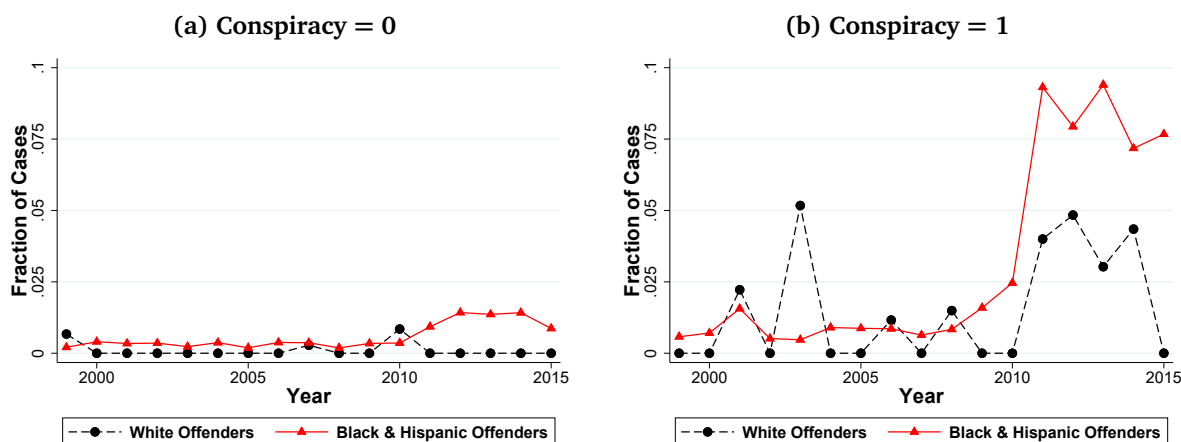 (a) Conspiracy = 0
.1
.075
.05
.025
0
Fraction of Cases
2000 2005 2010 2015
Year
White Offenders Black & Hispanic Offenders
(b) Conspiracy = 1
.1
.075
.05
.025
0
Fraction of Cases
2000 2005 2010 2015
Year
White Offenders Black & Hispanic Offenders